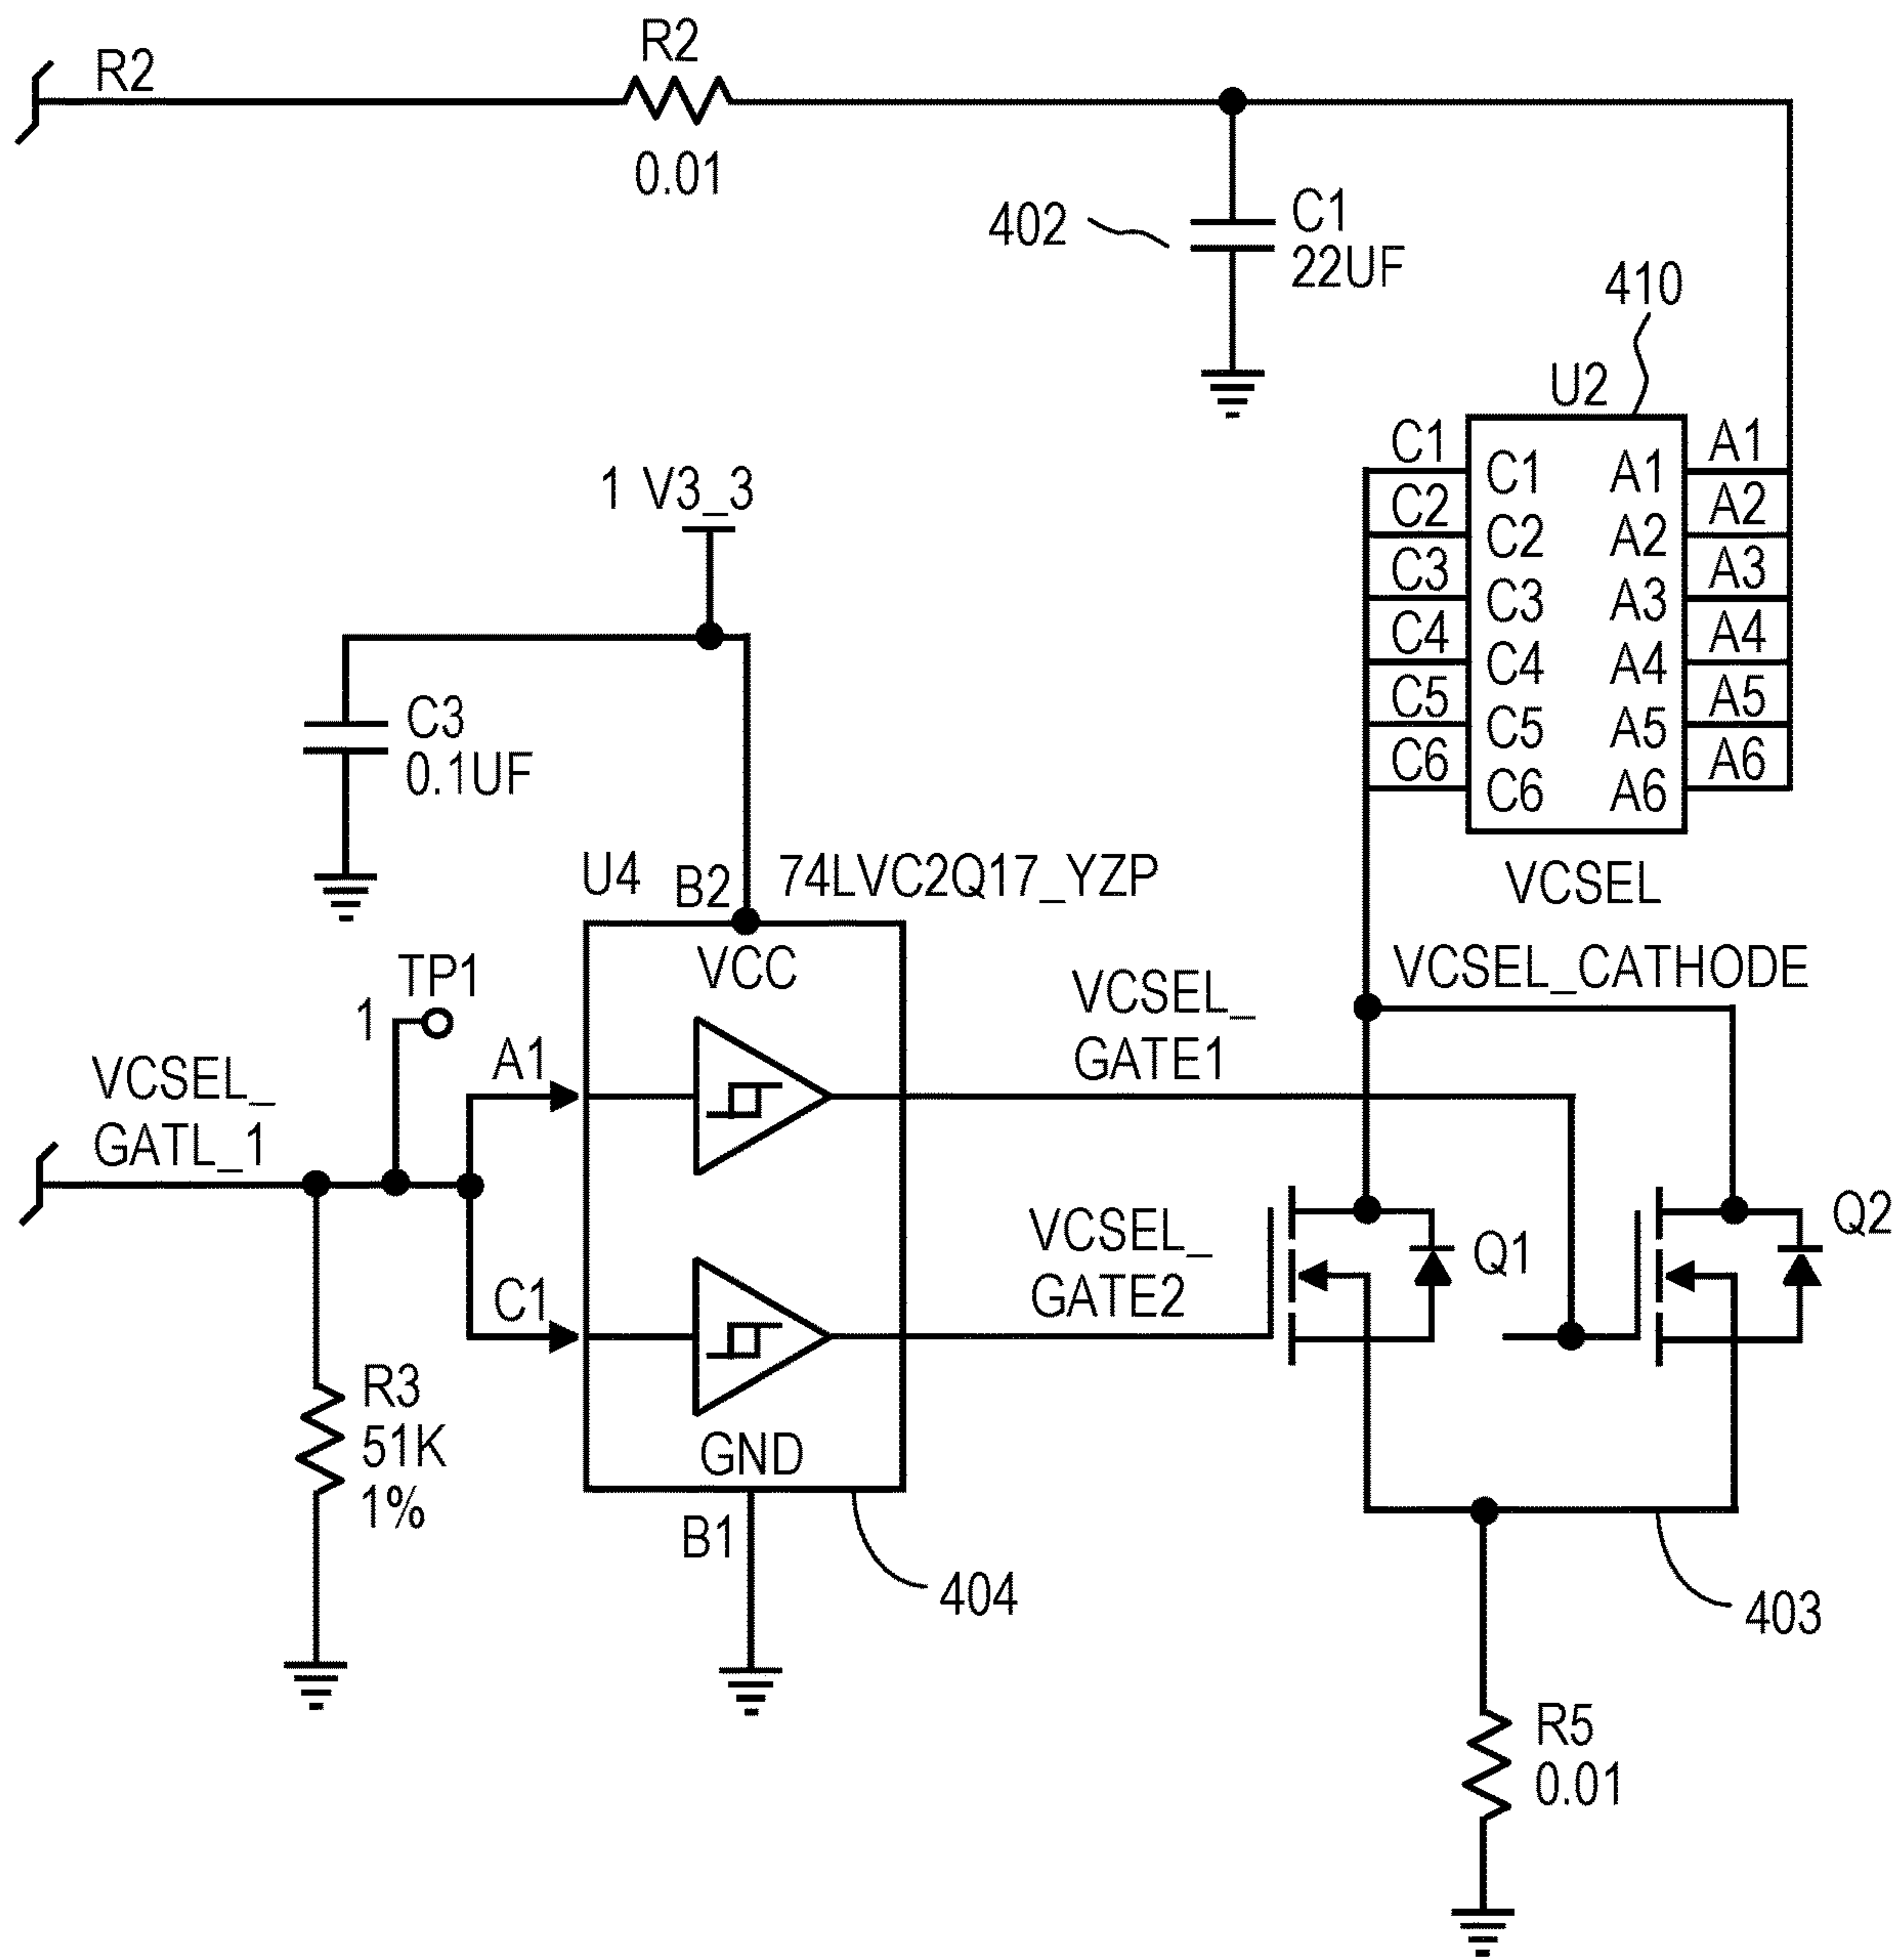 R2
R2
0.01
402
C1
22UF
410
U2
C1
C2
C3
C4
C5
C6
C1 A1
C2 A2
C3 A3
C4 A4
C5 A5
C6 A6
A1
A2
A3
A4
A5
A6
VCSEL
1 V3_3
C3
0.1UF
U4
B2
74LVC2Q17_YZP
VCC
TP1
1
A1
VCSEL_
GATL_1
C1
R3
51K
1%
GND
B1
404
VCSEL_
GATE1
VCSEL_CATHODE
VCSEL_
GATE2
Q1
Q2
403
R5
0.01